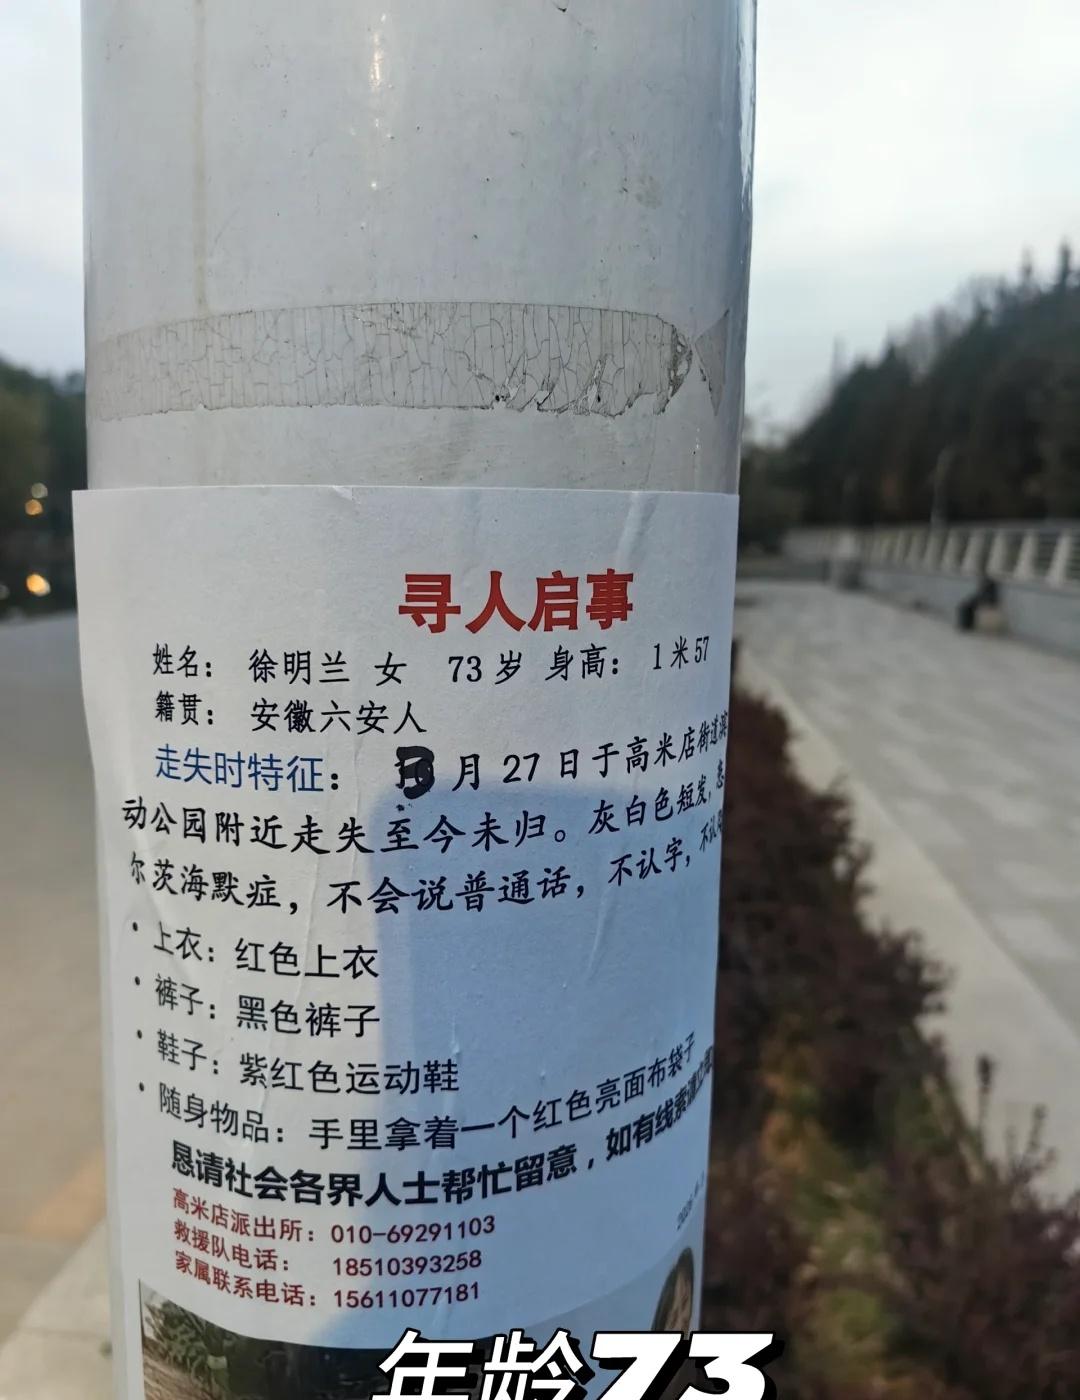 寻人启事
姓名： 徐明兰 女 73岁 身高： 1米57
籍贯： 安徽六安人
走失时特征： 月27日于高米店街道滨
动公园附近走失至今未归。灰白色短发，患
尔茨海默症，不会说普通话，不认字，不认
· 上衣：红色上衣
· 裤子：黑色裤子
· 鞋子：紫红色运动鞋
· 随身物品：手里拿着一个红色亮面布袋子
恳请社会各界人士帮忙留意，如有线索请
高米店派出所：010-69291103
救援队电话： 18510393258
家属联系电话：15611077181
年龄73